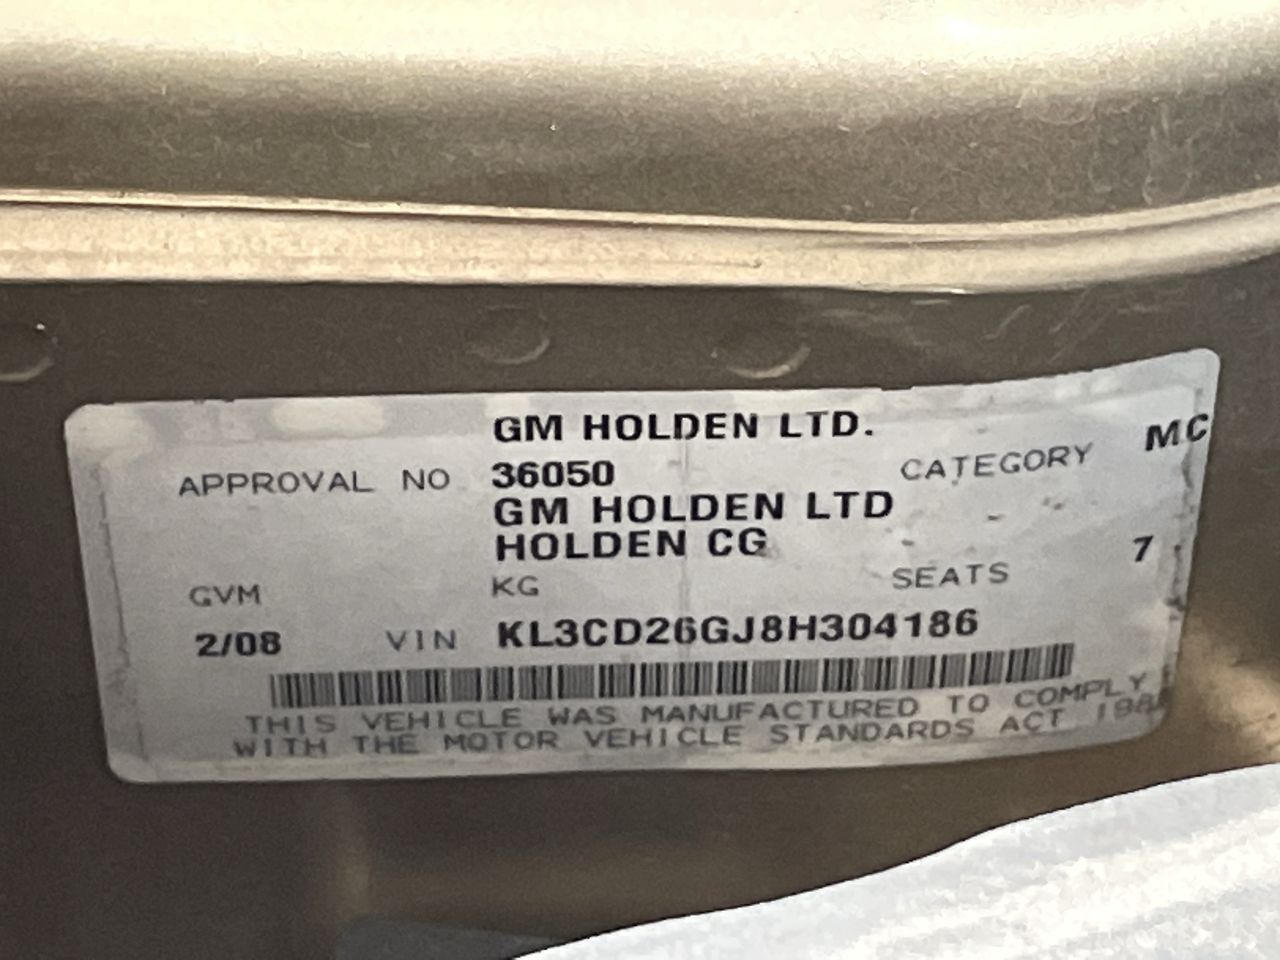 GM HOLDEN LTD.
APPROVAL NO 36050 CATEGORY MC
GM HOLDEN LTD
HOLDEN CG
GVM KG SEATS 7
2/08 VIN KL3CD26GJ8H304186
THIS VEHICLE WAS MANUFACTURED TO COMPLY
WITH THE MOTOR VEHICLE STANDARDS ACT